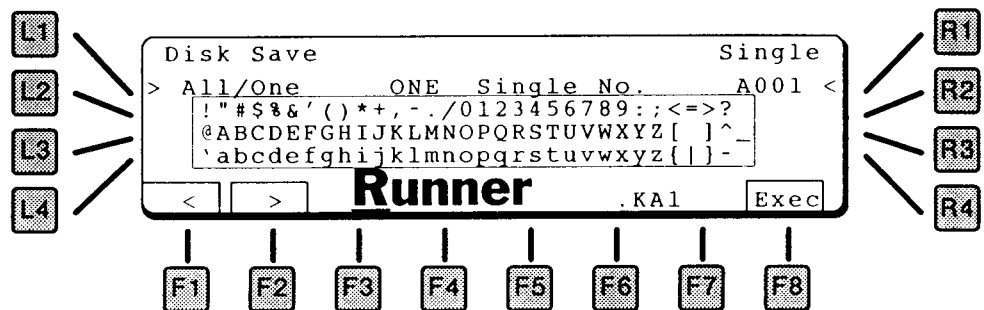 L1 R1
Disk Save Single
L2 > All/One ONE Single No. A001 < R2
!"#$%&'()*+,-./0123456789:;<=>?
@ABCDEFGHIJKLMNOPQRSTUVWXYZ[ ]^_
L3 `abcdefghijklmnopqrstuvwxyz{|}- R3
L4 < > Runner .KA1 Exec R4
F1 F2 F3 F4 F5 F6 F7 F8